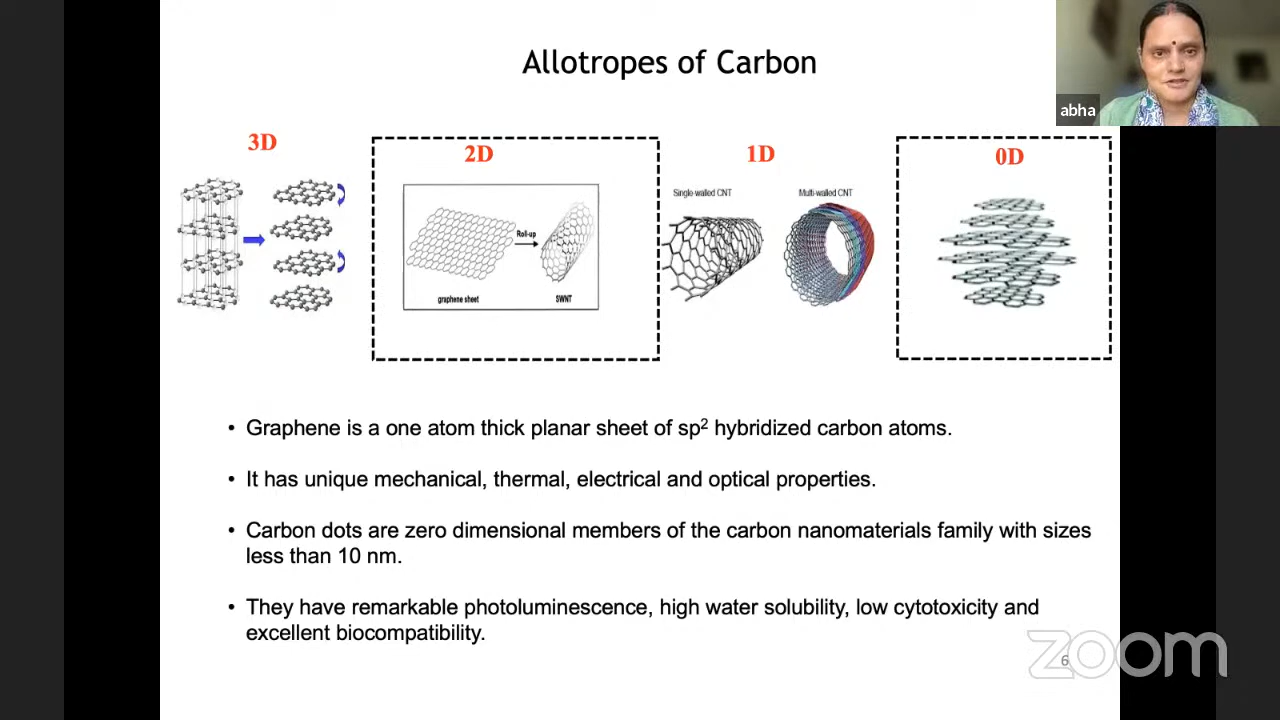 Allotropes of Carbon
abha
3D
2D
1D
0D
Single-walled CNT
Multi-walled CNT
Roll-up
graphene sheet
SWNT
• Graphene is a one atom thick planar sheet of sp² hybridized carbon atoms.
• It has unique mechanical, thermal, electrical and optical properties.
• Carbon dots are zero dimensional members of the carbon nanomaterials family with sizes
less than 10 nm.
• They have remarkable photoluminescence, high water solubility, low cytotoxicity and
excellent biocompatibility.
6
zoom